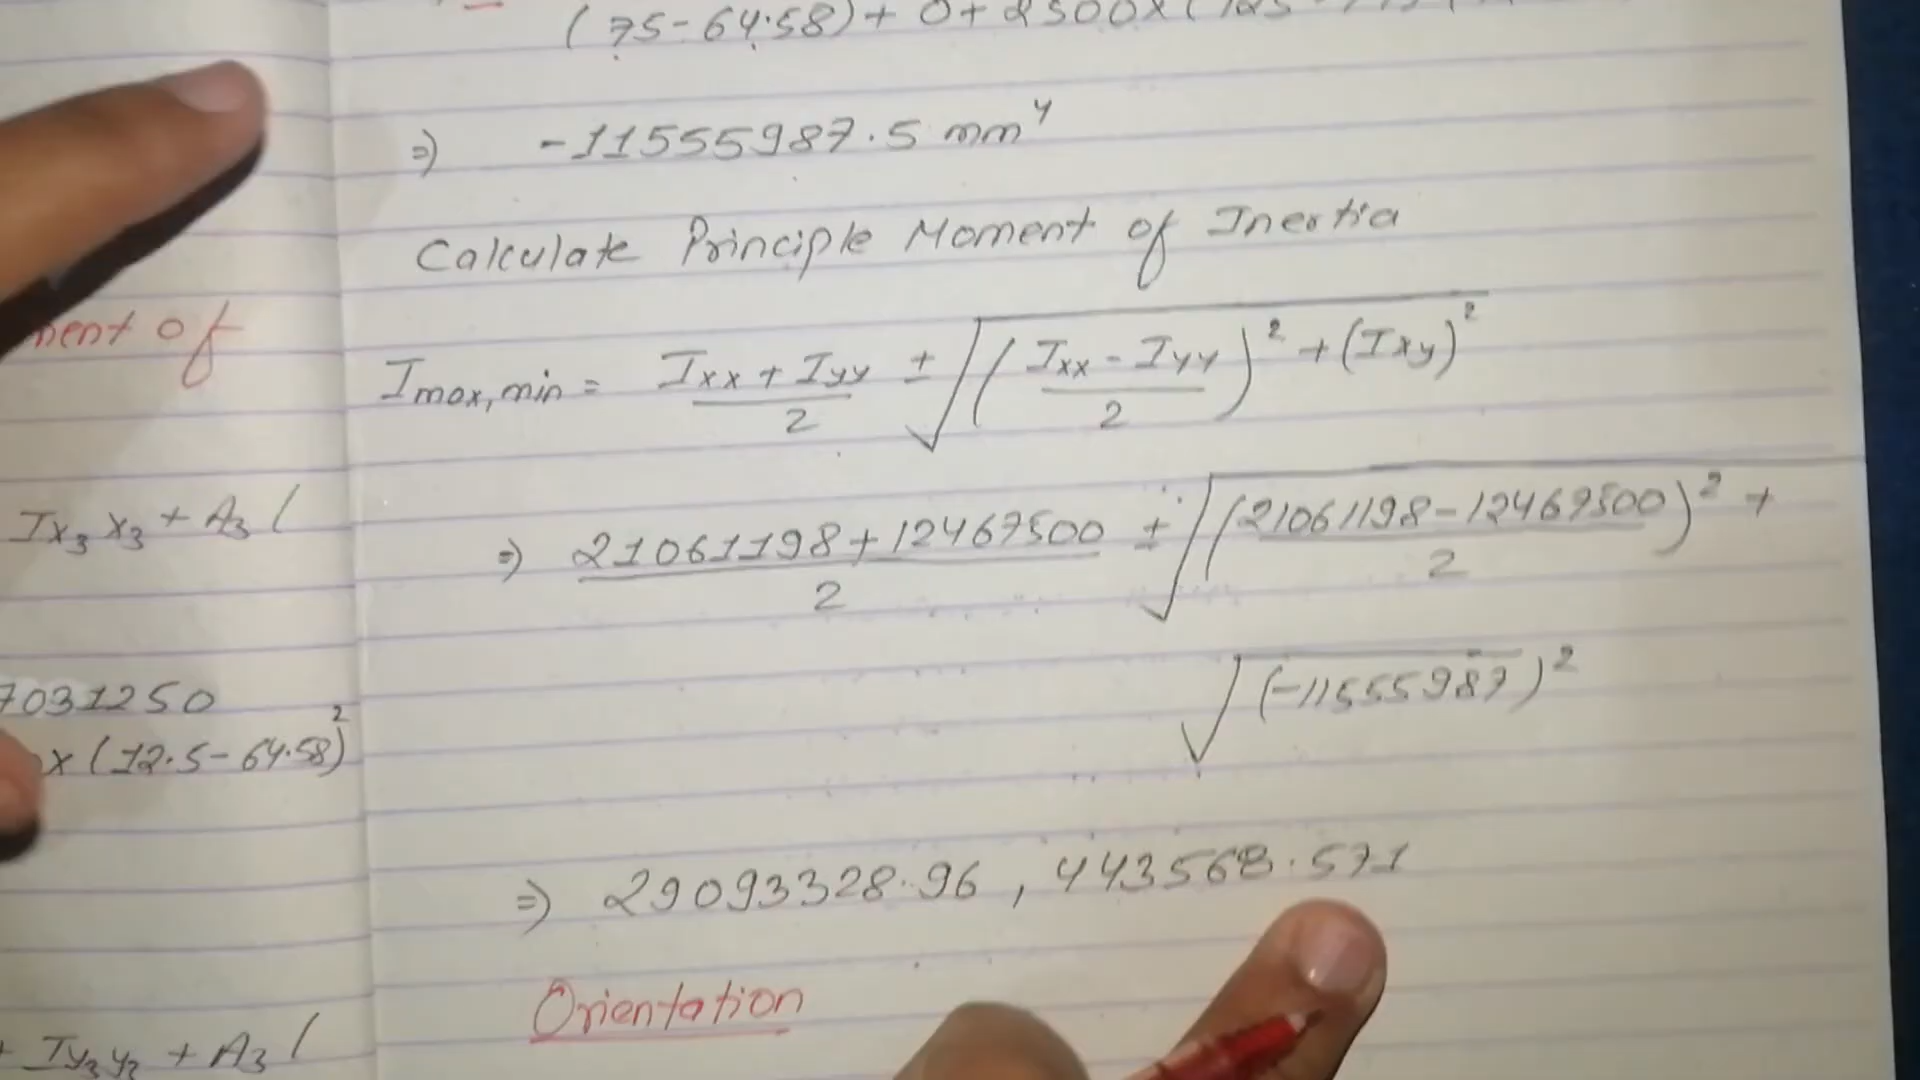 (75-64.58)+ 0+ 2500x(125
=) -11555987.5 mm⁴
Calculate Principle Moment of Inertia
ment of
Imax,min = Ixx + Iyy / 2 ± √((Ixx - Iyy / 2)² + (Ixy)²
Ix₃x₃ + A₃(
=) 21061198+12467500 / 2 ± √((21061198-12467500 / 2)² +
7031250
√(-11555987)²
x (12.5-64.58)²
=) 29093328.96 , 443568.571
Orientation
+ Iy₃y₃ + A₃(